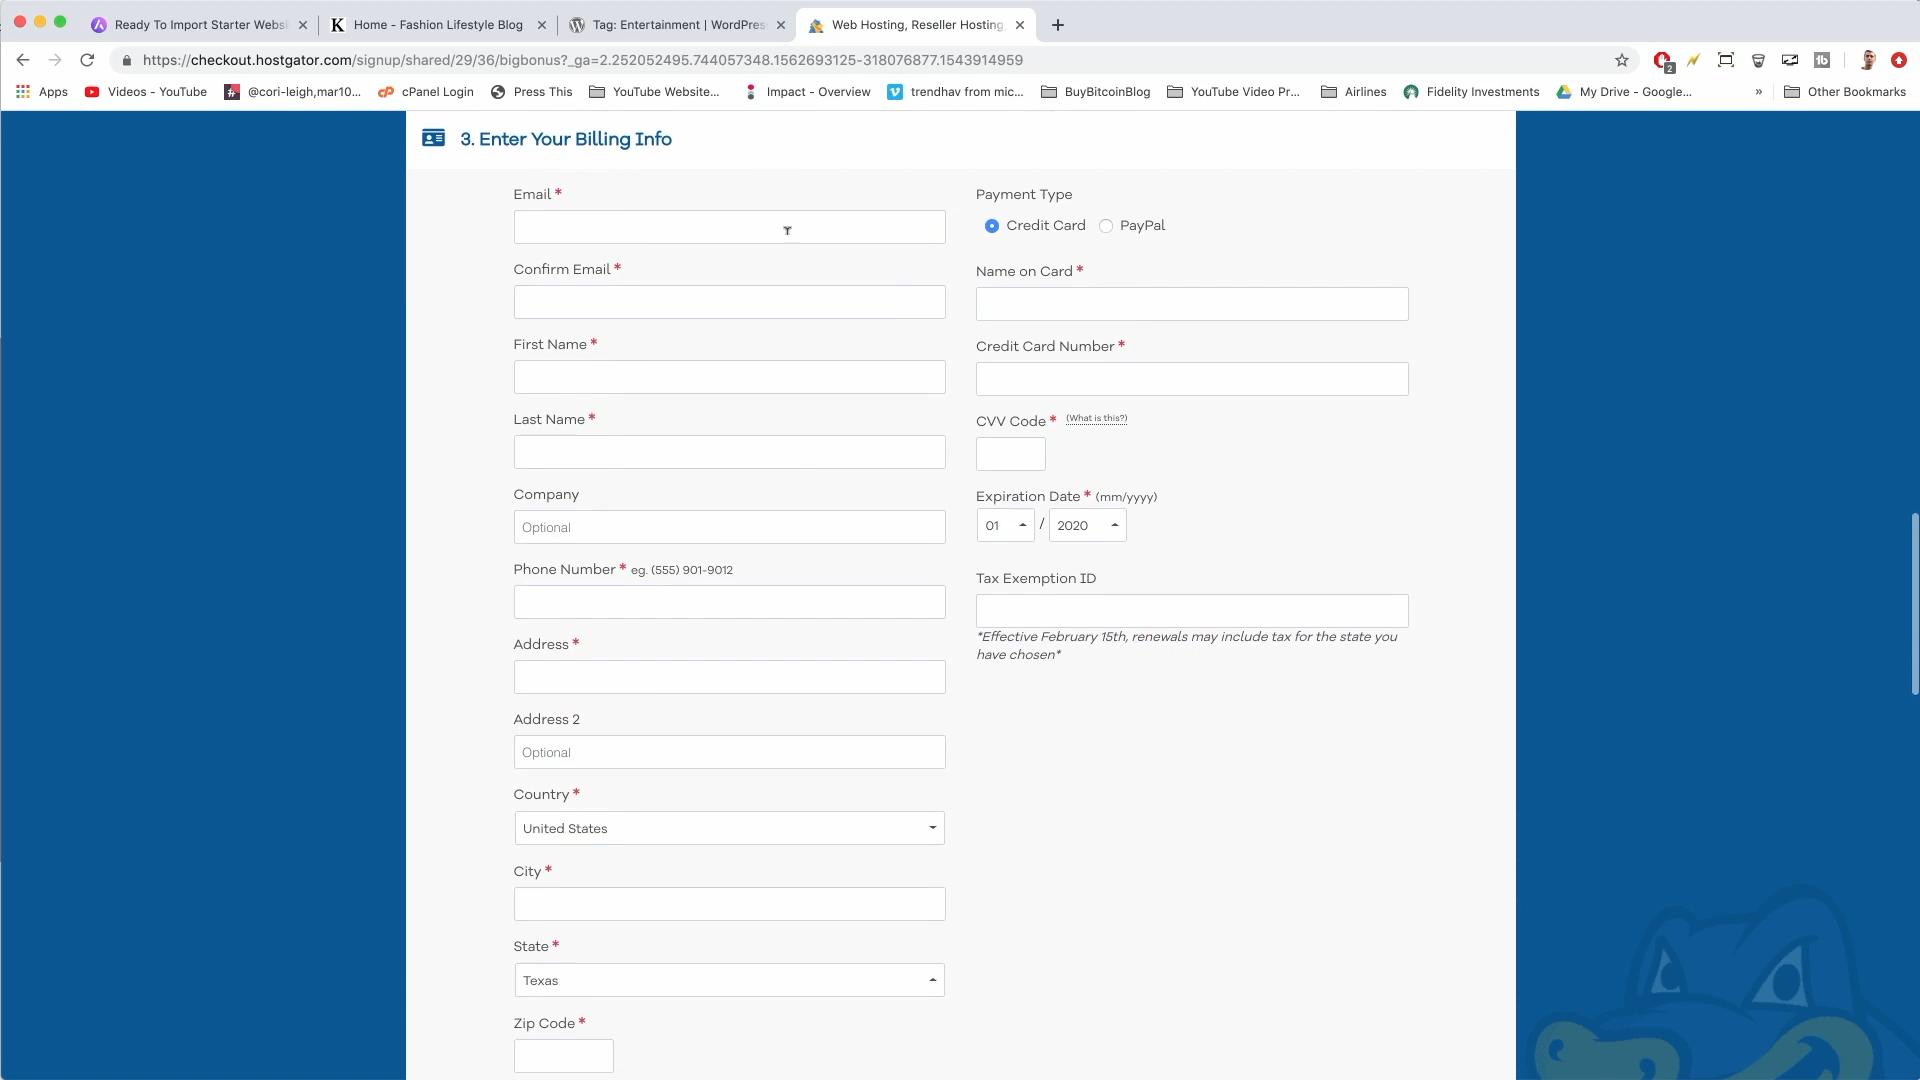 Ready To Import Starter Websi
Home - Fashion Lifestyle Blog
Tag: Entertainment | WordPres
Web Hosting, Reseller Hosting,
https://checkout.hostgator.com/signup/shared/29/36/bigbonus?_ga=2.252052495.744057348.1562693125-318076877.1543914959
2
Apps
Videos - YouTube
@cori-leigh,mar10...
cPanel Login
Press This
YouTube Website...
Impact - Overview
trendhav from mic...
BuyBitcoinBlog
YouTube Video Pr...
Airlines
Fidelity Investments
My Drive - Google...
»
Other Bookmarks
3. Enter Your Billing Info
Email *
Confirm Email *
First Name *
Last Name *
Company
Optional
Phone Number * eg. (555) 901-9012
Address *
Address 2
Optional
Country *
United States
City *
State *
Texas
Zip Code *
Payment Type
Credit Card
PayPal
Name on Card *
Credit Card Number *
CVV Code * (What is this?)
Expiration Date * (mm/yyyy)
01 / 2020
Tax Exemption ID
*Effective February 15th, renewals may include tax for the state you
have chosen*